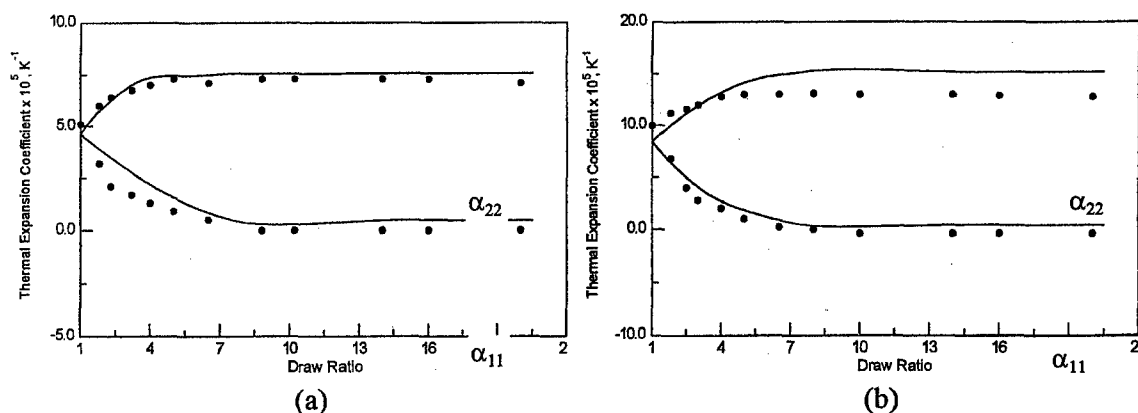 10.0
5.0
0.0
-5.0
Thermal Expansion Coefficient x 10⁵, K⁻¹
α₂₂
1 4 7 10 13 16 2
Draw Ratio
α₁₁
(a)
20.0
10.0
0.0
-10.0
Thermal Expansion Coefficient x 10⁵, K⁻¹
α₂₂
1 4 7 10 13 16 2
Draw Ratio
α₁₁
(b)